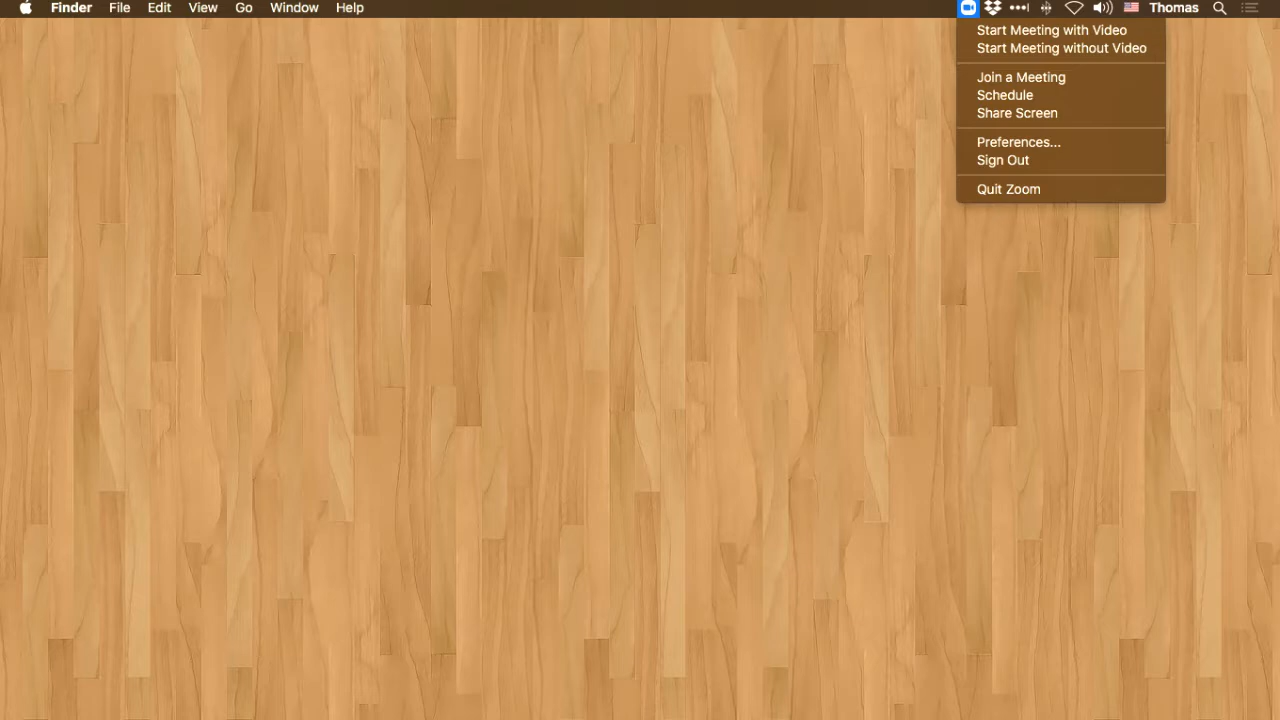 Finder File Edit View Go Window Help Thomas
Start Meeting with Video
Start Meeting without Video
Join a Meeting
Schedule
Share Screen
Preferences...
Sign Out
Quit Zoom